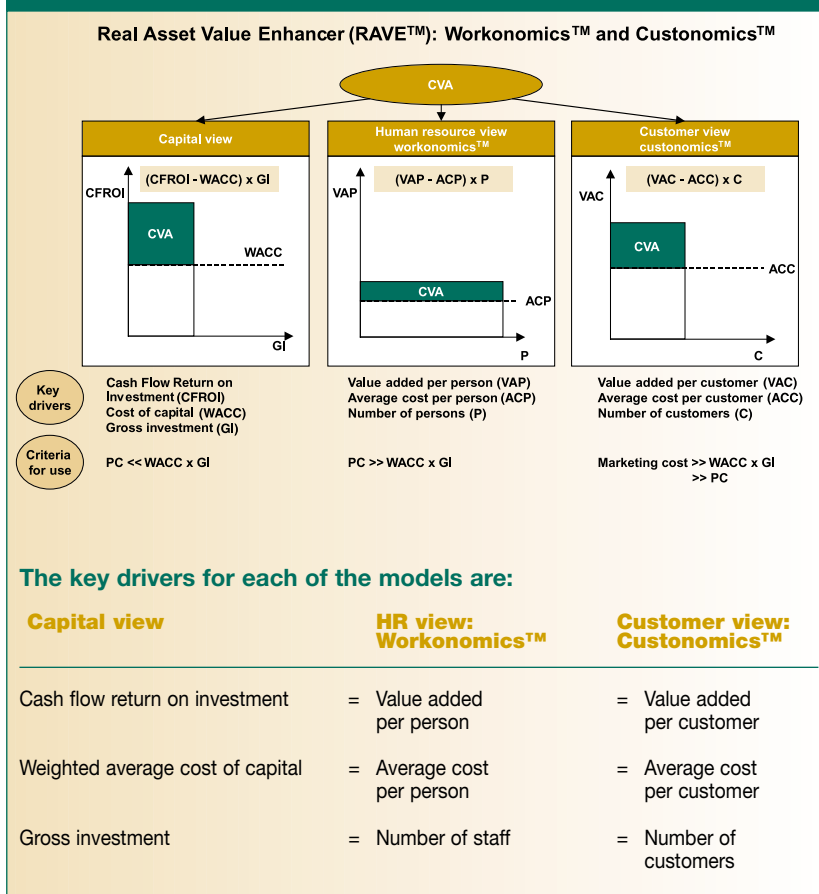 Real Asset Value Enhancer (RAVE™): Workonomics™ and Custonomics™
CVA
Capital view
(CFROI - WACC) x GI
CFROI
CVA
WACC
GI
Human resource view
workonomics™
(VAP - ACP) x P
VAP
CVA
ACP
P
Customer view
custonomics™
(VAC - ACC) x C
VAC
CVA
ACC
C
Key
drivers
Cash Flow Return on
Investment (CFROI)
Cost of capital (WACC)
Gross investment (GI)
Value added per person (VAP)
Average cost per person (ACP)
Number of persons (P)
Value added per customer (VAC)
Average cost per customer (ACC)
Number of customers (C)
Criteria
for use
PC << WACC x GI
PC >> WACC x GI
Marketing cost >> WACC x GI
>> PC
The key drivers for each of the models are:
Capital view
HR view:
Workonomics™
Customer view:
Custonomics™
Cash flow return on investment
= Value added
per person
= Value added
per customer
Weighted average cost of capital
= Average cost
per person
= Average cost
per customer
Gross investment
= Number of staff
= Number of
customers